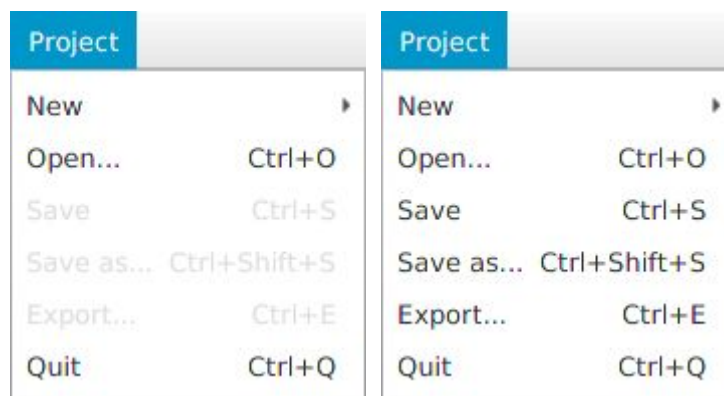 Project
New
Open... Ctrl+O
Save Ctrl+S
Save as... Ctrl+Shift+S
Export... Ctrl+E
Quit Ctrl+Q
Project
New
Open... Ctrl+O
Save Ctrl+S
Save as... Ctrl+Shift+S
Export... Ctrl+E
Quit Ctrl+Q